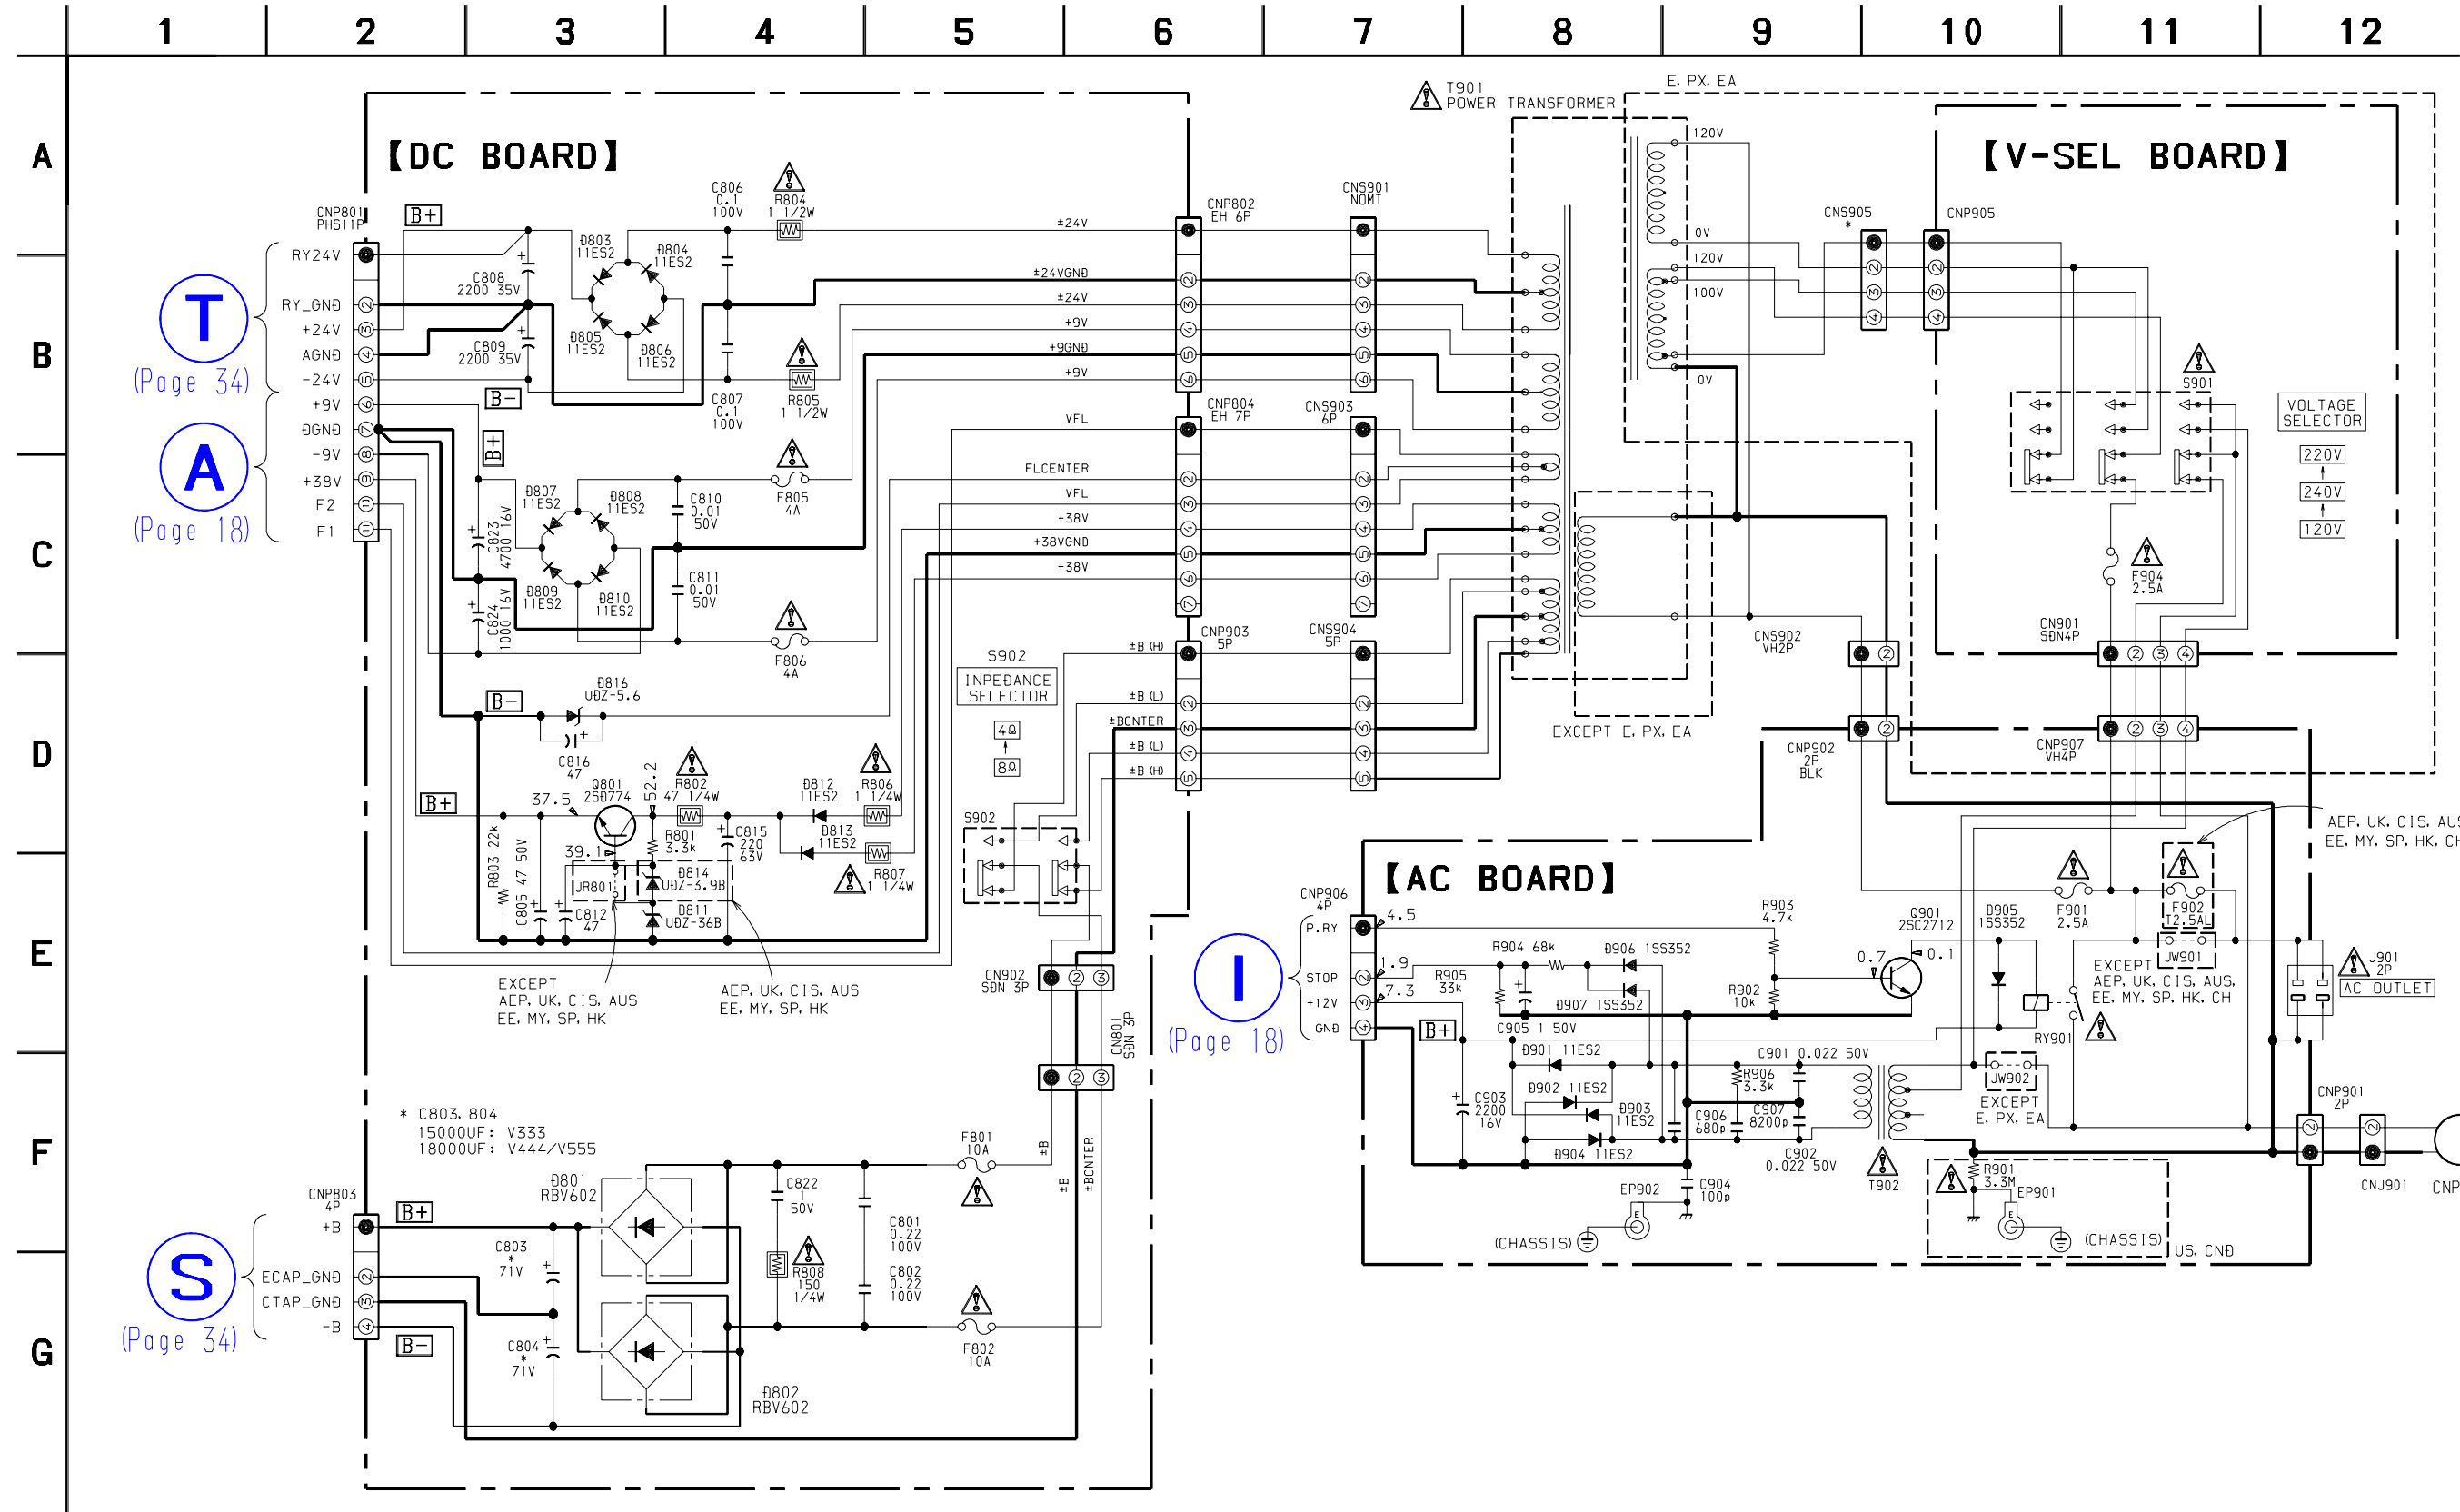 1 2 3 4 5 6 7 8 9 10 11 12
A
B
C
D
E
F
G
【DC BOARD】
CNP801
PHS11P
B+
RY24V
RY_GND
+24V
AGND
-24V
+9V
DGND
-9V
+38V
F2
F1
T
(Page 34)
A
(Page 18)
C808
2200 35V
C809
2200 35V
B-
B+
D803
11ES2
D804
11ES2
D805
11ES2
D806
11ES2
C806
0.1
100V
R804
1 1/2W
C807
0.1
100V
R805
1 1/2W
±24V
±24VGND
±24V
+9V
+9GND
+9V
VFL
FLCENTER
VFL
+38V
+38VGND
+38V
CNP802
EH 6P
CNP804
EH 7P
CNS901
NOMT
CNS903
6P
C823
4700 16V
C824
1000 16V
D807
11ES2
D808
11ES2
D809
11ES2
D810
11ES2
C810
0.01
50V
C811
0.01
50V
F805
4A
F806
4A
B-
D816
UDZ-5.6
C816
47
S902
INPEDANCE
SELECTOR
4Ω
8Ω
±B (H)
±B (L)
±BCNTER
±B (L)
±B (H)
CNP903
5P
CNS904
5P
B+
37.5
Q801
2SD774
52.2
39.1
R802
47 1/4W
R801
3.3k
C815
220
63V
D812
11ES2
D813
11ES2
R806
1 1/4W
R807
1 1/4W
R803 22k
C805 47 50V
C812
47
JR801
D814
UDZ-3.9B
D811
UDZ-36B
EXCEPT
AEP, UK, CIS, AUS
EE, MY, SP, HK
AEP, UK, CIS, AUS
EE, MY, SP, HK
S902
CN902
SDN 3P
CN801
SDN 3P
* C803, 804
15000UF: V333
18000UF: V444/V555
CNP803
4P
+B
ECAP_GND
CTAP_GND
-B
S
(Page 34)
B+
B-
C803
*
71V
C804
*
71V
D801
RBV602
D802
RBV602
C822
1
50V
R808
150
1/4W
C801
0.22
100V
C802
0.22
100V
F801
10A
F802
10A
±B
±B
±BCNTER
T901
POWER TRANSFORMER
E, PX, EA
120V
0V
120V
100V
0V
EXCEPT E, PX, EA
【V-SEL BOARD】
CNS905
*
CNP905
S901
VOLTAGE
SELECTOR
220V
240V
120V
F904
2.5A
CN901
SDN4P
CNS902
VH2P
CNP902
2P
BLK
CNP907
VH4P
【AC BOARD】
CNP906
4P
P.RY
STOP
+12V
GND
I
(Page 18)
4.5
1.9
7.3
B+
R905
33k
R904 68k
D906 1SS352
D907 1SS352
C905 1 50V
R903
4.7k
R902
10k
Q901
2SC2712
0.7
0.1
D905
1SS352
RY901
F901
2.5A
F902
T2.5AL
JW901
EXCEPT
AEP, UK, CIS, AUS,
EE, MY, SP, HK, CH
AEP, UK, CIS, AUS
EE, MY, SP, HK, CH
J901
2P
AC OUTLET
D901 11ES2
D902 11ES2
D903
11ES2
D904 11ES2
C903
2200
16V
C901 0.022 50V
R906
3.3k
C906
680p
C907
8200p
C902
0.022 50V
C904
100p
EP902
(CHASSIS)
T902
JW902
EXCEPT
E, PX, EA
R901
3.3M
EP901
(CHASSIS)
US, CND
CNP901
2P
CNJ901
CNP